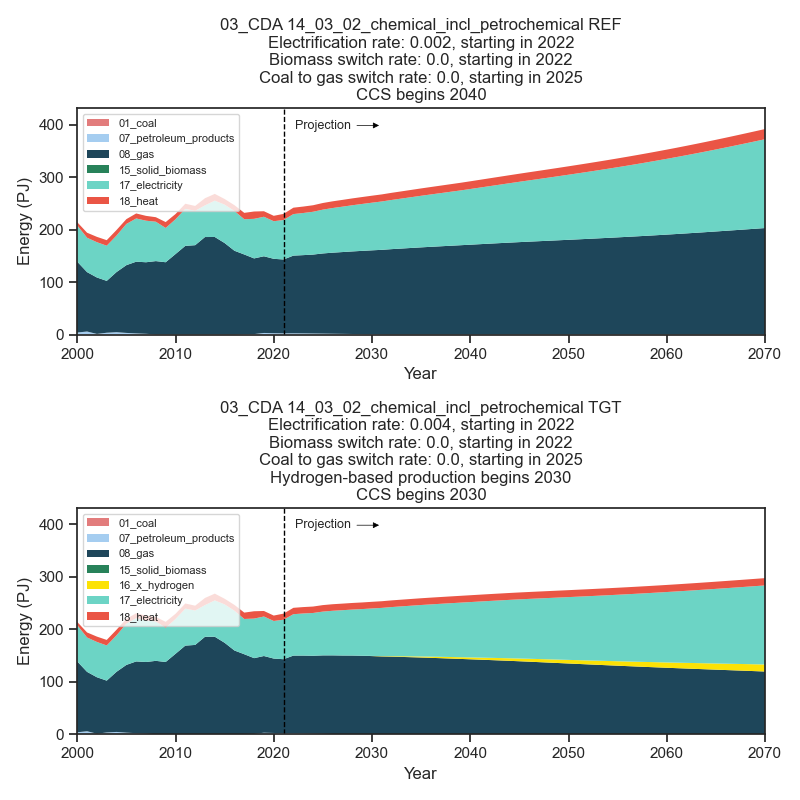 03_CDA 14_03_02_chemical_incl_petrochemical REF
Electrification rate: 0.002, starting in 2022
Biomass switch rate: 0.0, starting in 2022
Coal to gas switch rate: 0.0, starting in 2025
CCS begins 2040
Energy (PJ)
400
300
200
100
0
01_coal
07_petroleum_products
08_gas
15_solid_biomass
17_electricity
18_heat
Projection
2000 2010 2020 2030 2040 2050 2060 2070
Year
03_CDA 14_03_02_chemical_incl_petrochemical TGT
Electrification rate: 0.004, starting in 2022
Biomass switch rate: 0.0, starting in 2022
Coal to gas switch rate: 0.0, starting in 2025
Hydrogen-based production begins 2030
CCS begins 2030
Energy (PJ)
400
300
200
100
0
01_coal
07_petroleum_products
08_gas
15_solid_biomass
16_x_hydrogen
17_electricity
18_heat
Projection
2000 2010 2020 2030 2040 2050 2060 2070
Year